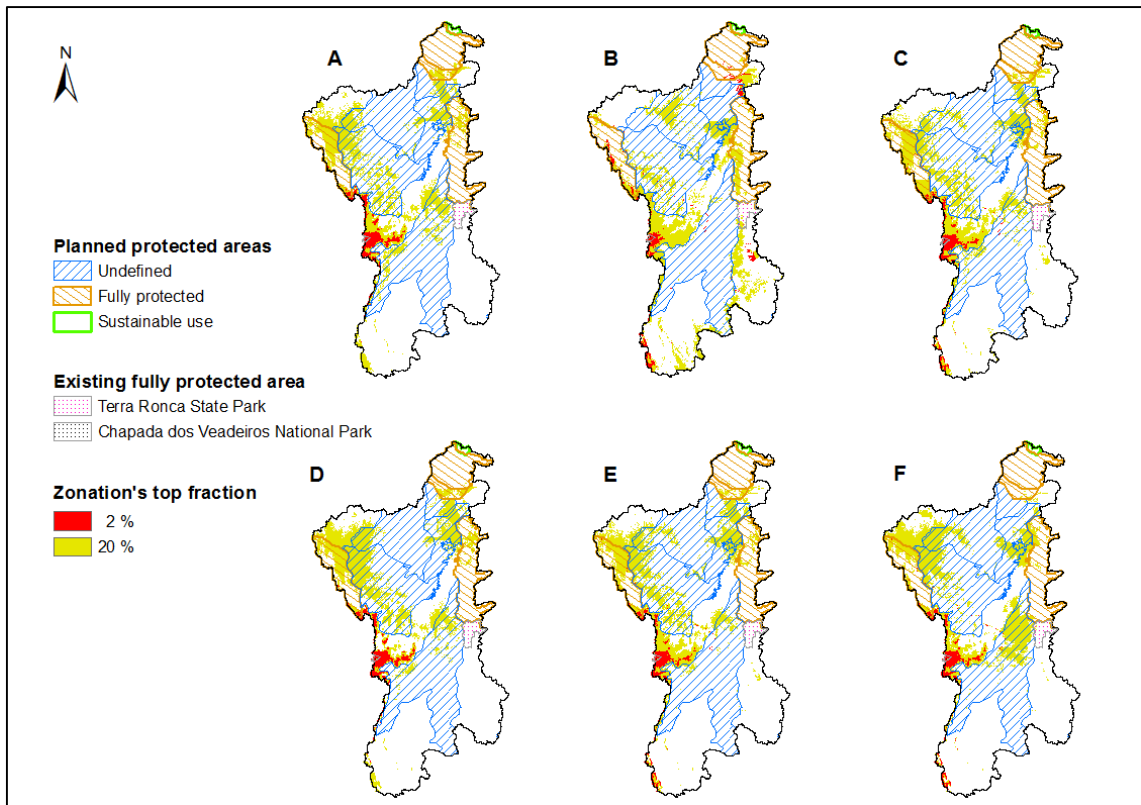 N
A
B
C
Planned protected areas
Undefined
Fully protected
Sustainable use
Existing fully protected area
Terra Ronca State Park
Chapada dos Veadeiros National Park
Zonation's top fraction
2 %
20 %
D
E
F